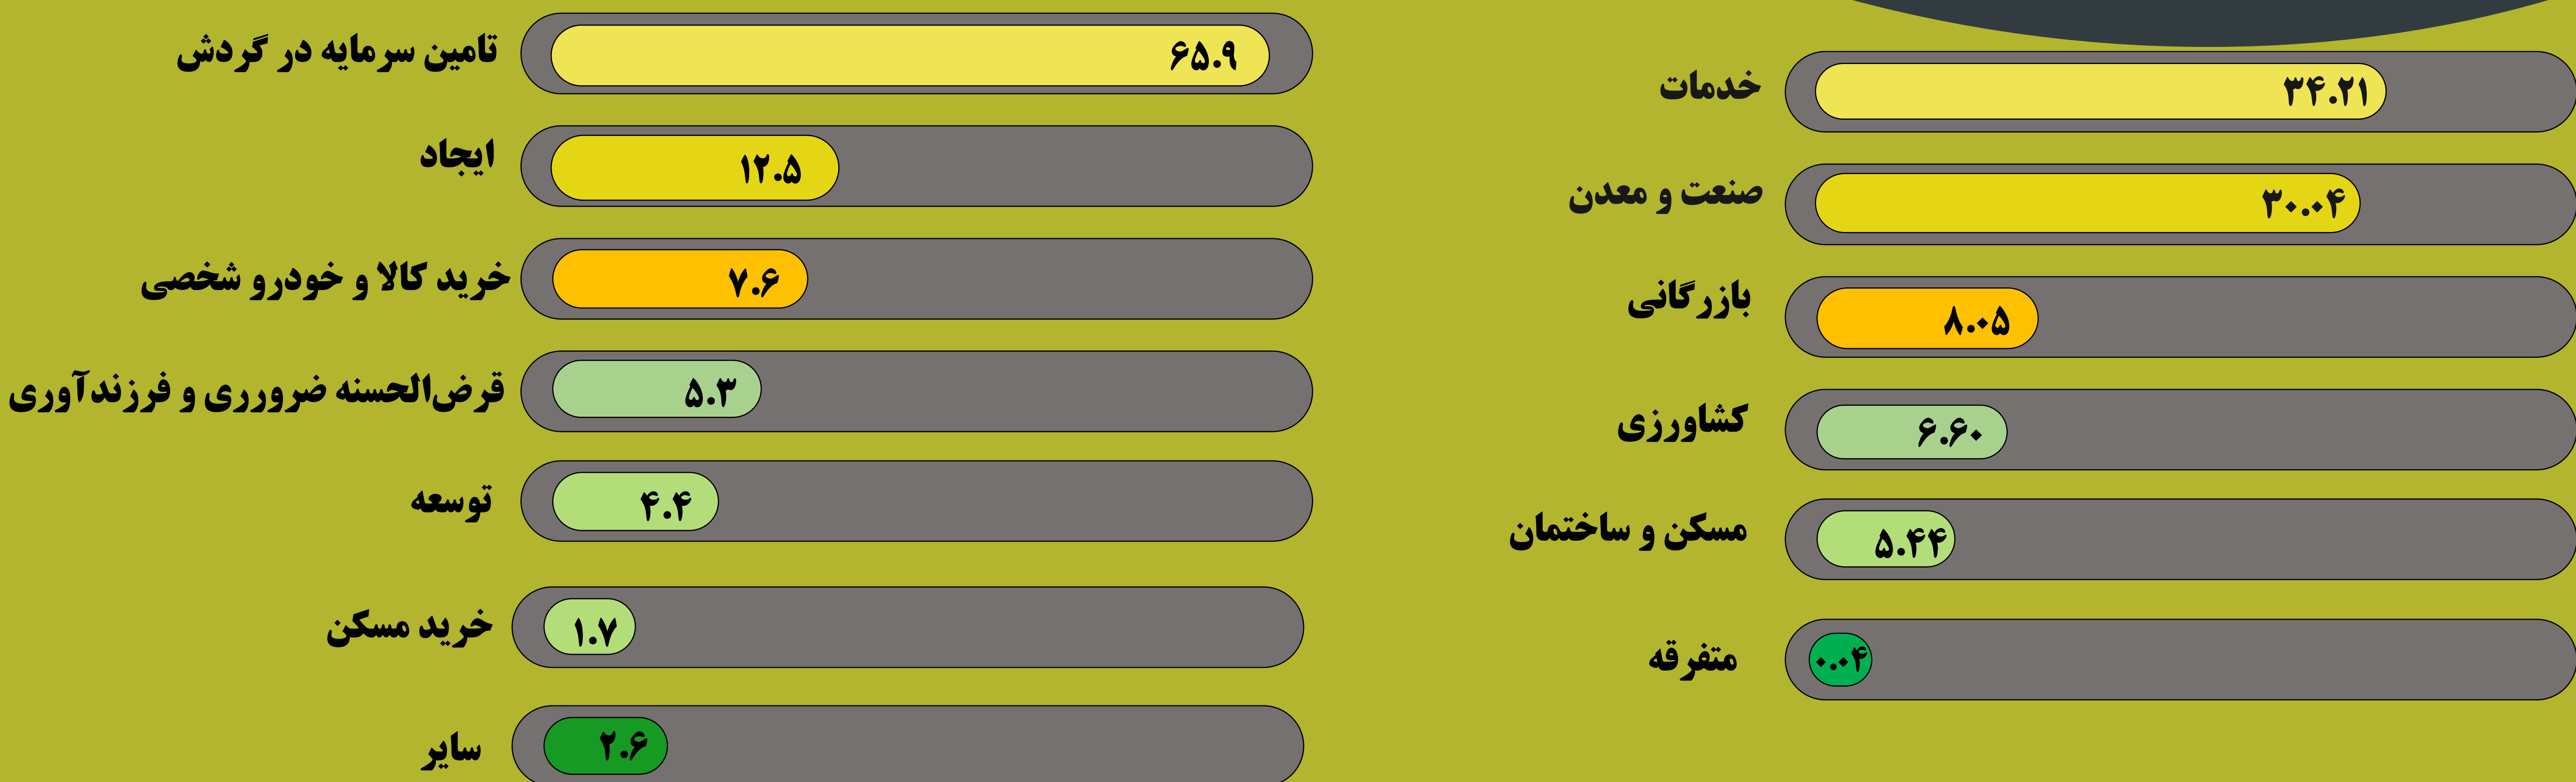 خدمات ۳۴.۲۱
صنعت و معدن ۳۰.۰۴
بازرگانی ۸.۰۵
کشاورزی ۶.۶۰
مسکن و ساختمان ۵.۴۴
متفرقه ۰.۰۴
تامین سرمایه در گردش ۶۵.۹
ایجاد ۱۲.۵
خرید کالا و خودرو شخصی ۷.۶
قرض‌الحسنه ضرورری و فرزندآوری ۵.۳
توسعه ۴.۴
خرید مسکن ۱.۷
سایر ۲.۶